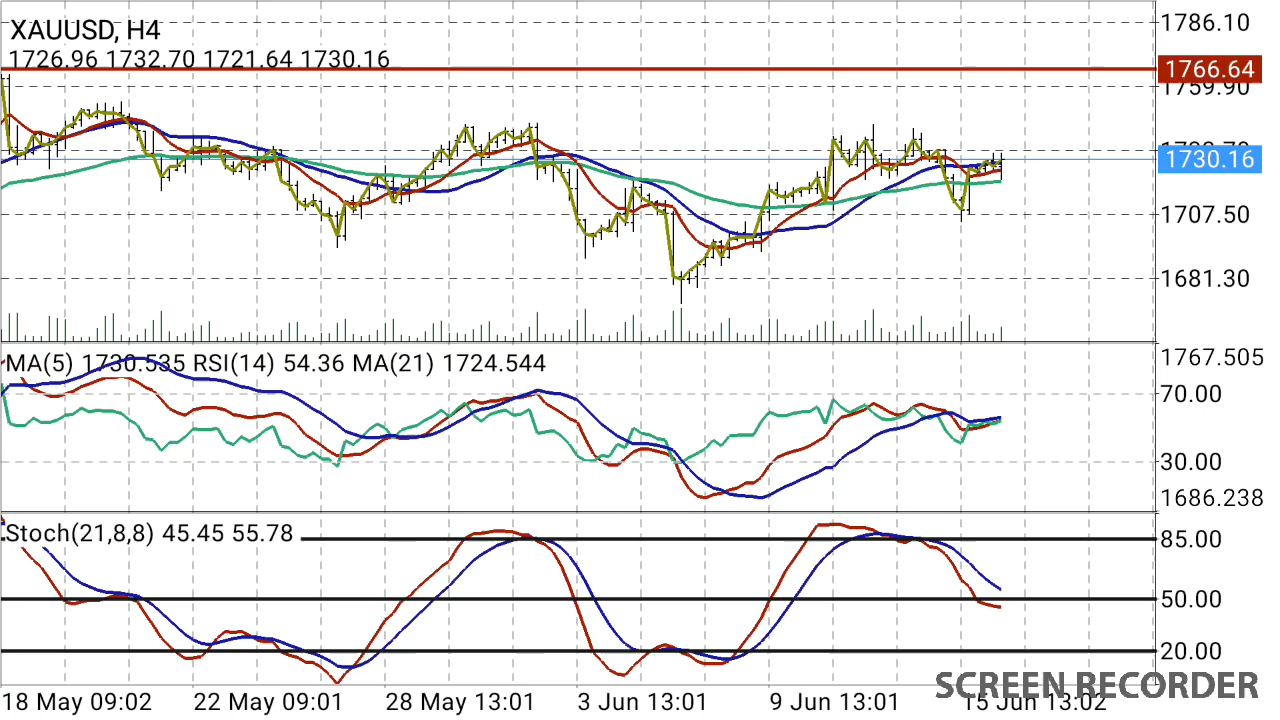 XAUUSD, H4
1726.96 1732.70 1721.64 1730.16
1786.10
1766.64
1759.90
1730.16
1707.50
1681.30
MA(5) 1730.535 RSI(14) 54.36 MA(21) 1724.544
1767.505
70.00
30.00
1686.238
Stoch(21,8,8) 45.45 55.78
85.00
50.00
20.00
SCREEN RECORDER
18 May 09:02 22 May 09:01 28 May 13:01 3 Jun 13:01 9 Jun 13:01 15 Jun 13:02